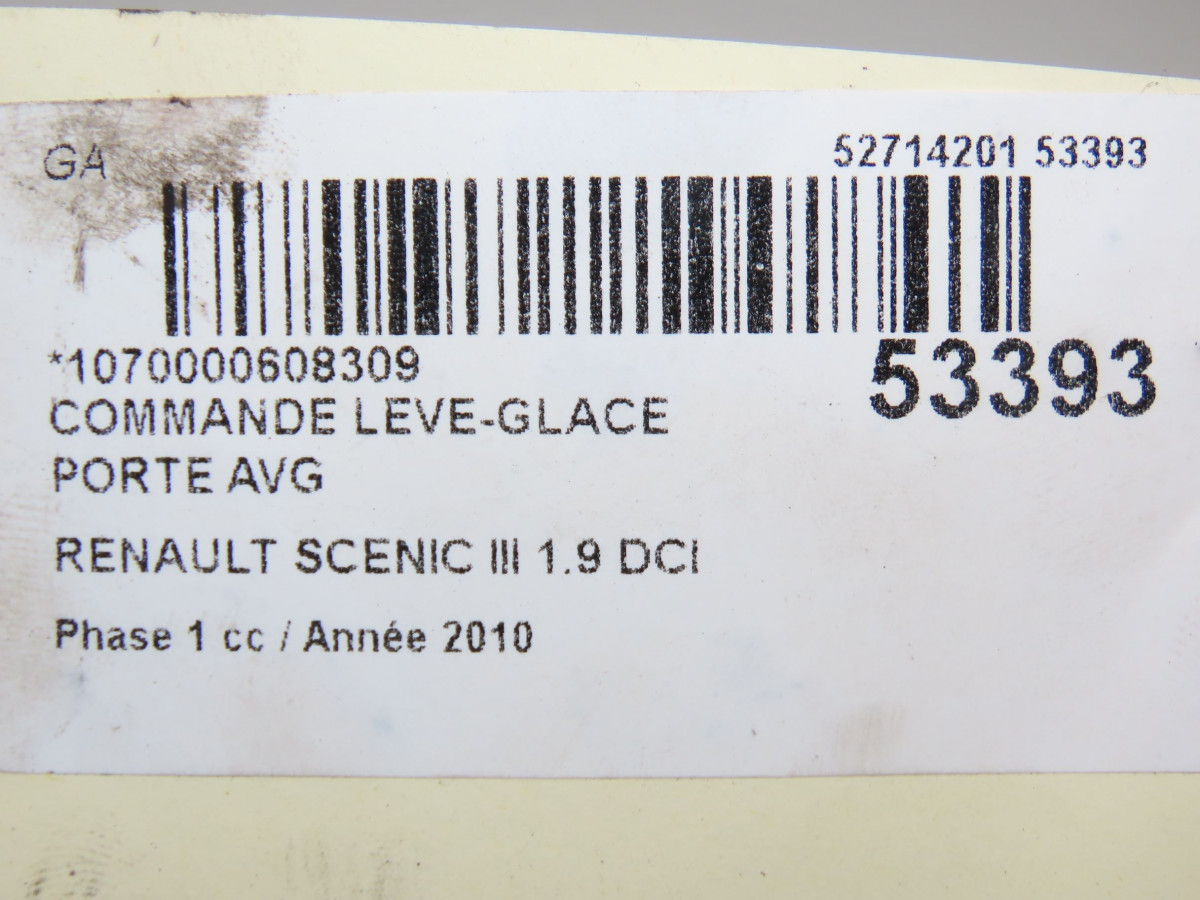 GA
52714201 53393
*1070000608309
53393
COMMANDE LEVE-GLACE
PORTE AVG
RENAULT SCENIC III 1.9 DCI
Phase 1 cc / Année 2010